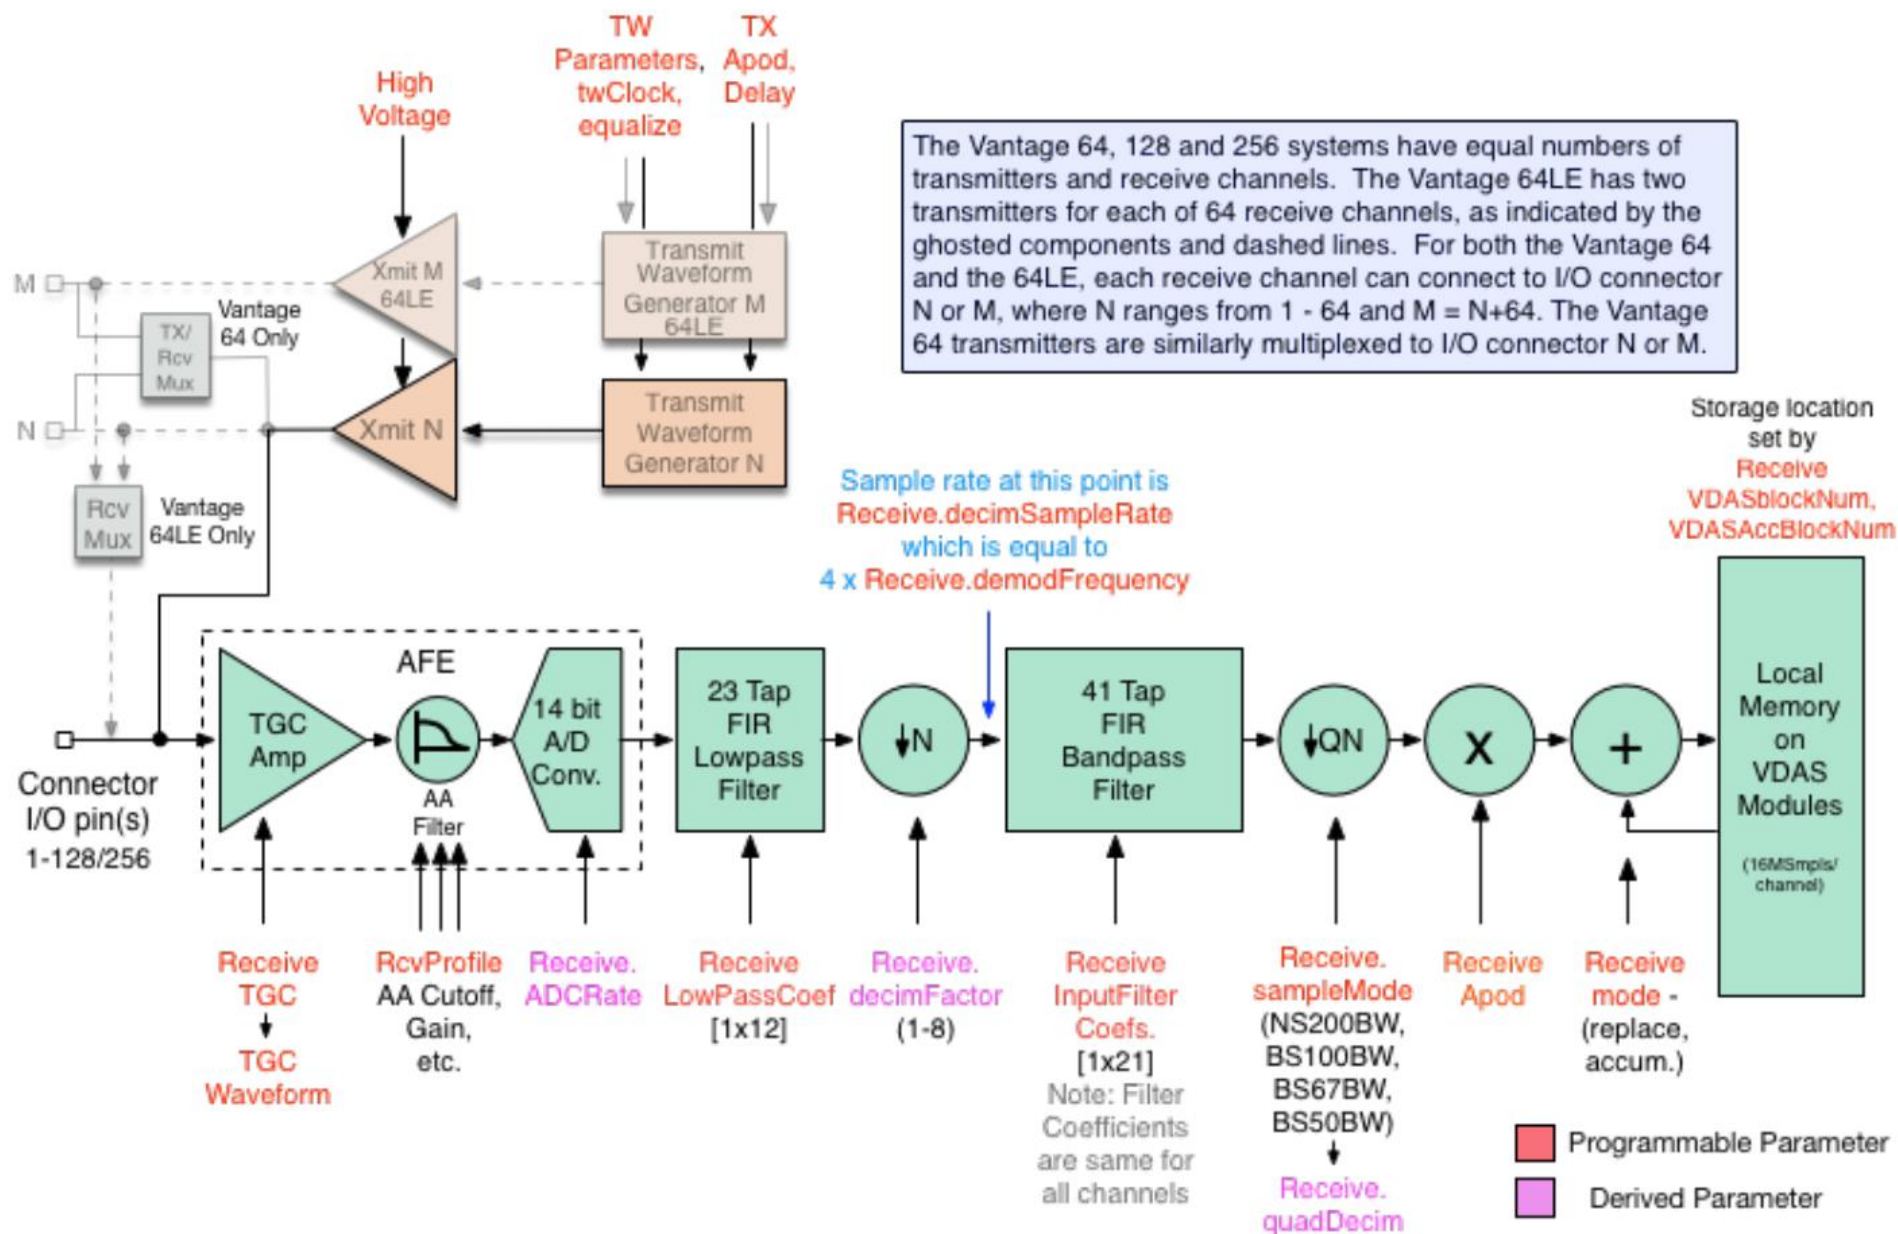 TW
Parameters,
twClock,
equalize
TX
Apod,
Delay
High
Voltage
The Vantage 64, 128 and 256 systems have equal numbers of
transmitters and receive channels. The Vantage 64LE has two
transmitters for each of 64 receive channels, as indicated by the
ghosted components and dashed lines. For both the Vantage 64
and the 64LE, each receive channel can connect to I/O connector
N or M, where N ranges from 1 - 64 and M = N+64. The Vantage
64 transmitters are similarly multiplexed to I/O connector N or M.
M
Xmit M
64LE
Transmit
Waveform
Generator M
64LE
Vantage
64 Only
TX/
Rcv
Mux
N
Xmit N
Transmit
Waveform
Generator N
Rcv
Mux
Vantage
64LE Only
Sample rate at this point is
Receive.decimSampleRate
which is equal to
4 x Receive.demodFrequency
Storage location
set by
Receive
VDASblockNum,
VDASAccBlockNum
Connector
I/O pin(s)
1-128/256
AFE
TGC
Amp
AA
Filter
14 bit
A/D
Conv.
23 Tap
FIR
Lowpass
Filter
↓N
41 Tap
FIR
Bandpass
Filter
↓QN
X
+
Local
Memory
on
VDAS
Modules
(16MSmpls/
channel)
Receive
TGC
TGC
Waveform
RcvProfile
AA Cutoff,
Gain,
etc.
Receive.
ADCRate
Receive
LowPassCoef
[1x12]
Receive.
decimFactor
(1-8)
Receive
InputFilter
Coefs.
[1x21]
Note: Filter
Coefficients
are same for
all channels
Receive.
sampleMode
(NS200BW,
BS100BW,
BS67BW,
BS50BW)
Receive.
quadDecim
Receive
Apod
Receive
mode -
(replace,
accum.)
Programmable Parameter
Derived Parameter